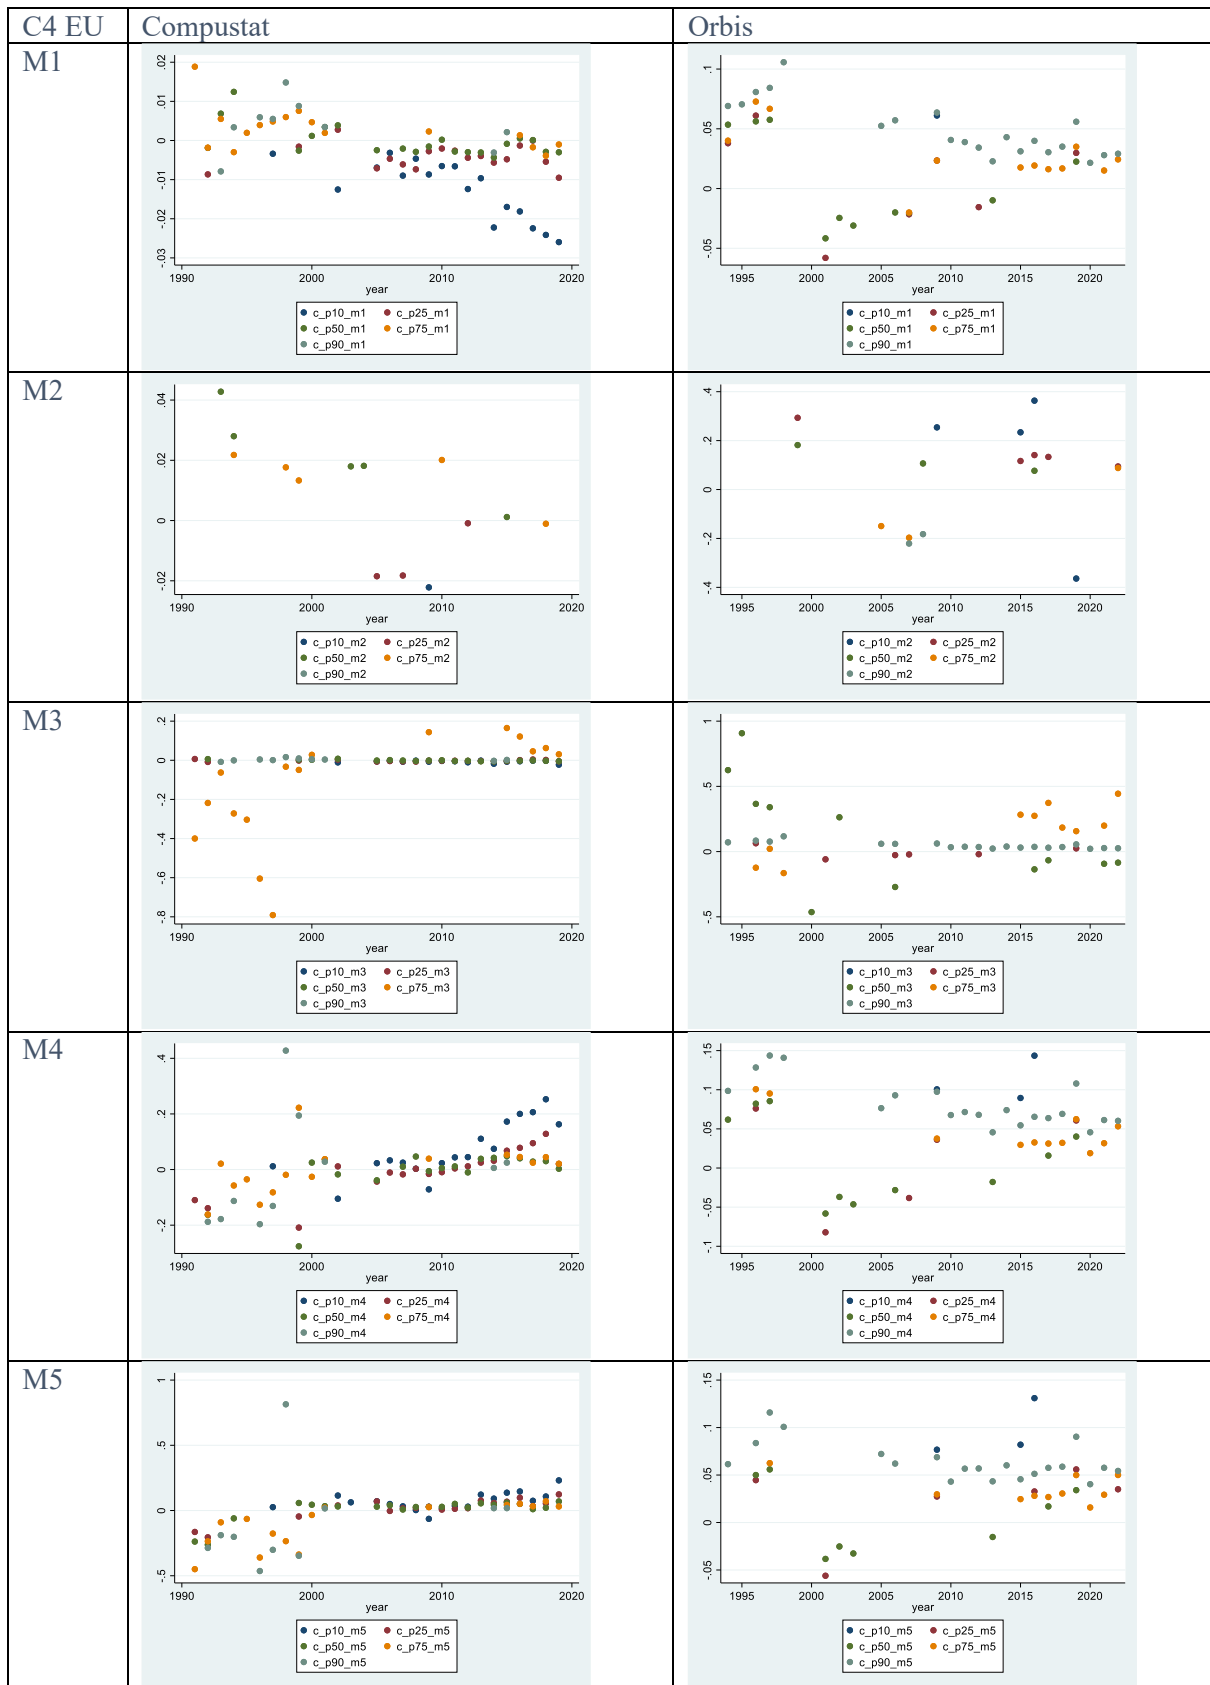 C4 EU Compustat Orbis
M1
.02
.01
0
-.01
-.02
-.03
1990 2000 2010 2020
year
c_p10_m1 c_p25_m1
c_p50_m1 c_p75_m1
c_p90_m1
.1
.05
0
-.05
1995 2000 2005 2010 2015 2020
year
c_p10_m1 c_p25_m1
c_p50_m1 c_p75_m1
c_p90_m1
M2
.04
.02
0
-.02
1990 2000 2010 2020
year
c_p10_m2 c_p25_m2
c_p50_m2 c_p75_m2
c_p90_m2
.4
.2
0
-.2
-.4
1995 2000 2005 2010 2015 2020
year
c_p10_m2 c_p25_m2
c_p50_m2 c_p75_m2
c_p90_m2
M3
.2
0
-.2
-.4
-.6
-.8
1990 2000 2010 2020
year
c_p10_m3 c_p25_m3
c_p50_m3 c_p75_m3
c_p90_m3
1
.5
0
-.5
1995 2000 2005 2010 2015 2020
year
c_p10_m3 c_p25_m3
c_p50_m3 c_p75_m3
c_p90_m3
M4
.4
.2
0
-.2
1990 2000 2010 2020
year
c_p10_m4 c_p25_m4
c_p50_m4 c_p75_m4
c_p90_m4
.15
.1
.05
0
-.05
-.1
1995 2000 2005 2010 2015 2020
year
c_p10_m4 c_p25_m4
c_p50_m4 c_p75_m4
c_p90_m4
M5
1
.5
0
-.5
1990 2000 2010 2020
year
c_p10_m5 c_p25_m5
c_p50_m5 c_p75_m5
c_p90_m5
.15
.1
.05
0
-.05
1995 2000 2005 2010 2015 2020
year
c_p10_m5 c_p25_m5
c_p50_m5 c_p75_m5
c_p90_m5